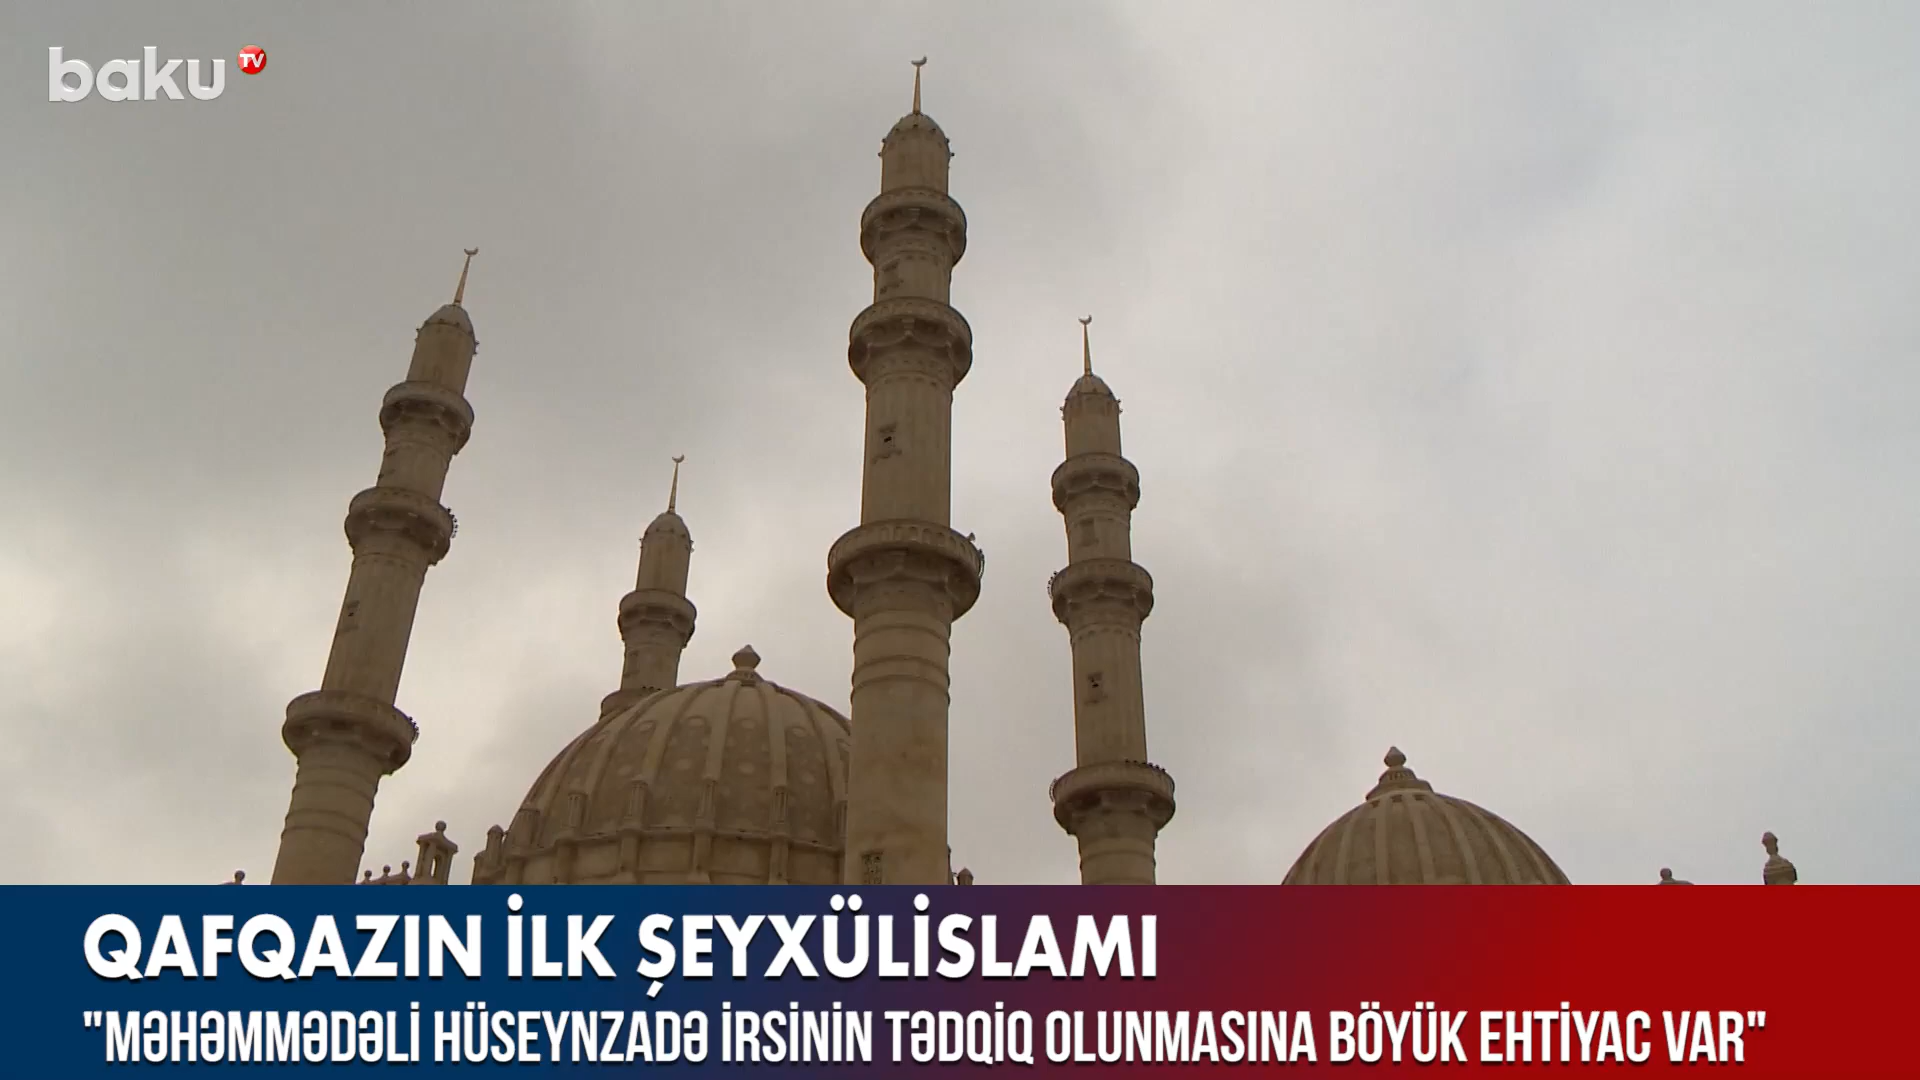 baku TV
QAFQAZIN İLK ŞEYXÜLİSLAMI
"MƏHƏMMƏDƏLİ HÜSEYNZADƏ İRSİNİN TƏDQİQ OLUNMASINA BÖYÜK EHTİYAC VAR"